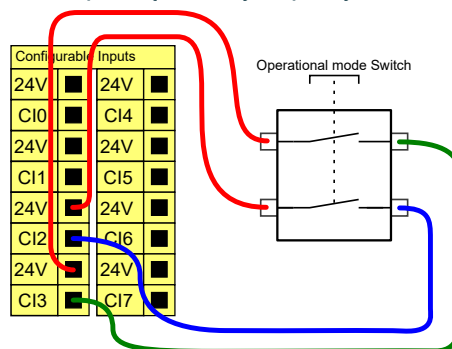 Configurable Inputs
Operational mode Switch
24V 24V
CI0 CI4
24V 24V
CI1 CI5
24V 24V
CI2 CI6
24V 24V
CI3 CI7